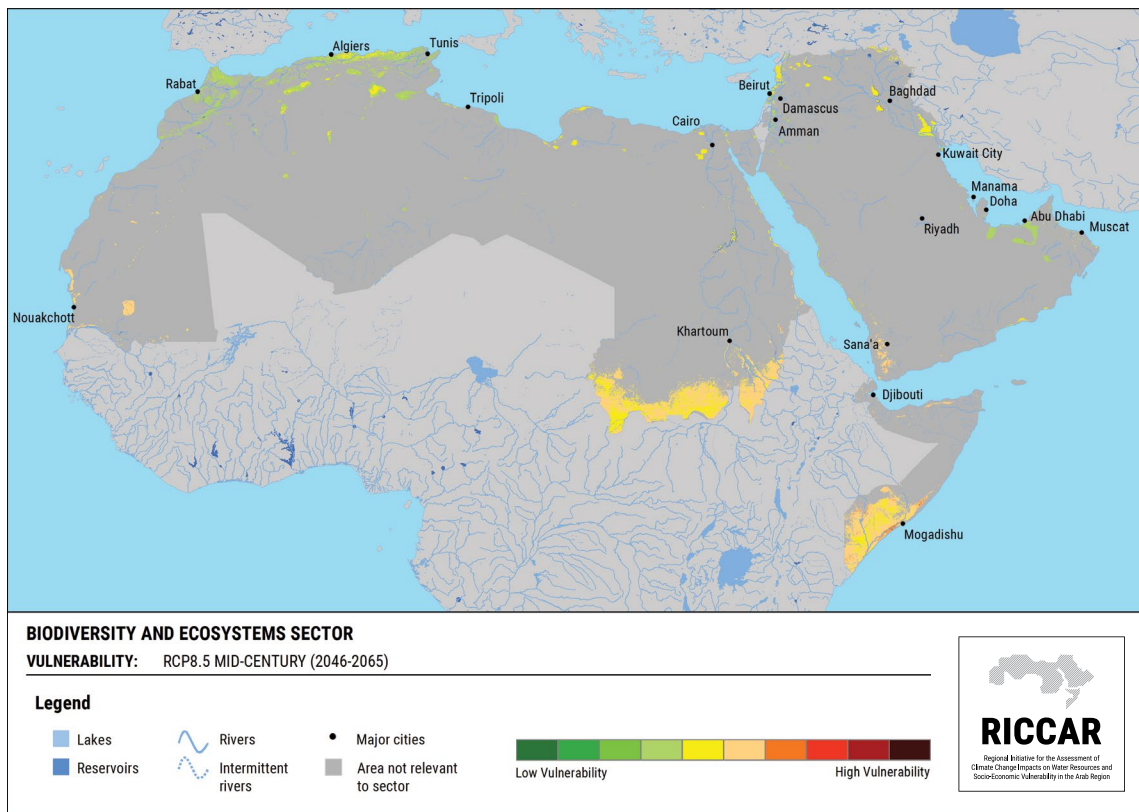 Algiers
Tunis
Rabat
Tripoli
Beirut
Damascus
Baghdad
Cairo
Amman
Kuwait City
Manama
Doha
Abu Dhabi
Riyadh
Muscat
Nouakchott
Khartoum
Sana'a
Djibouti
Mogadishu
BIODIVERSITY AND ECOSYSTEMS SECTOR
VULNERABILITY: RCP8.5 MID-CENTURY (2046-2065)
Legend
Lakes
Reservoirs
Rivers
Intermittent
rivers
Major cities
Area not relevant
to sector
Low Vulnerability
High Vulnerability
RICCAR
Regional Initiative for the Assessment of
Climate Change Impacts on Water Resources and
Socio-Economic Vulnerability in the Arab Region